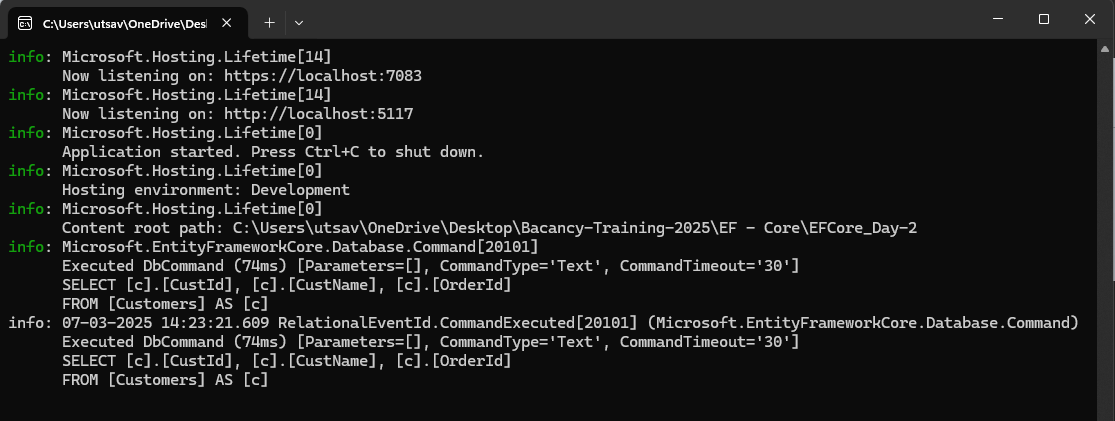 C:\Users\utsav\OneDrive\Desl
info: Microsoft.Hosting.Lifetime[14]
Now listening on: https://localhost:7083
info: Microsoft.Hosting.Lifetime[14]
Now listening on: http://localhost:5117
info: Microsoft.Hosting.Lifetime[0]
Application started. Press Ctrl+C to shut down.
info: Microsoft.Hosting.Lifetime[0]
Hosting environment: Development
info: Microsoft.Hosting.Lifetime[0]
Content root path: C:\Users\utsav\OneDrive\Desktop\Bacancy-Training-2025\EF - Core\EFCore_Day-2
info: Microsoft.EntityFrameworkCore.Database.Command[20101]
Executed DbCommand (74ms) [Parameters=[], CommandType='Text', CommandTimeout='30']
SELECT [c].[CustId], [c].[CustName], [c].[OrderId]
FROM [Customers] AS [c]
info: 07-03-2025 14:23:21.609 RelationalEventId.CommandExecuted[20101] (Microsoft.EntityFrameworkCore.Database.Command)
Executed DbCommand (74ms) [Parameters=[], CommandType='Text', CommandTimeout='30']
SELECT [c].[CustId], [c].[CustName], [c].[OrderId]
FROM [Customers] AS [c]